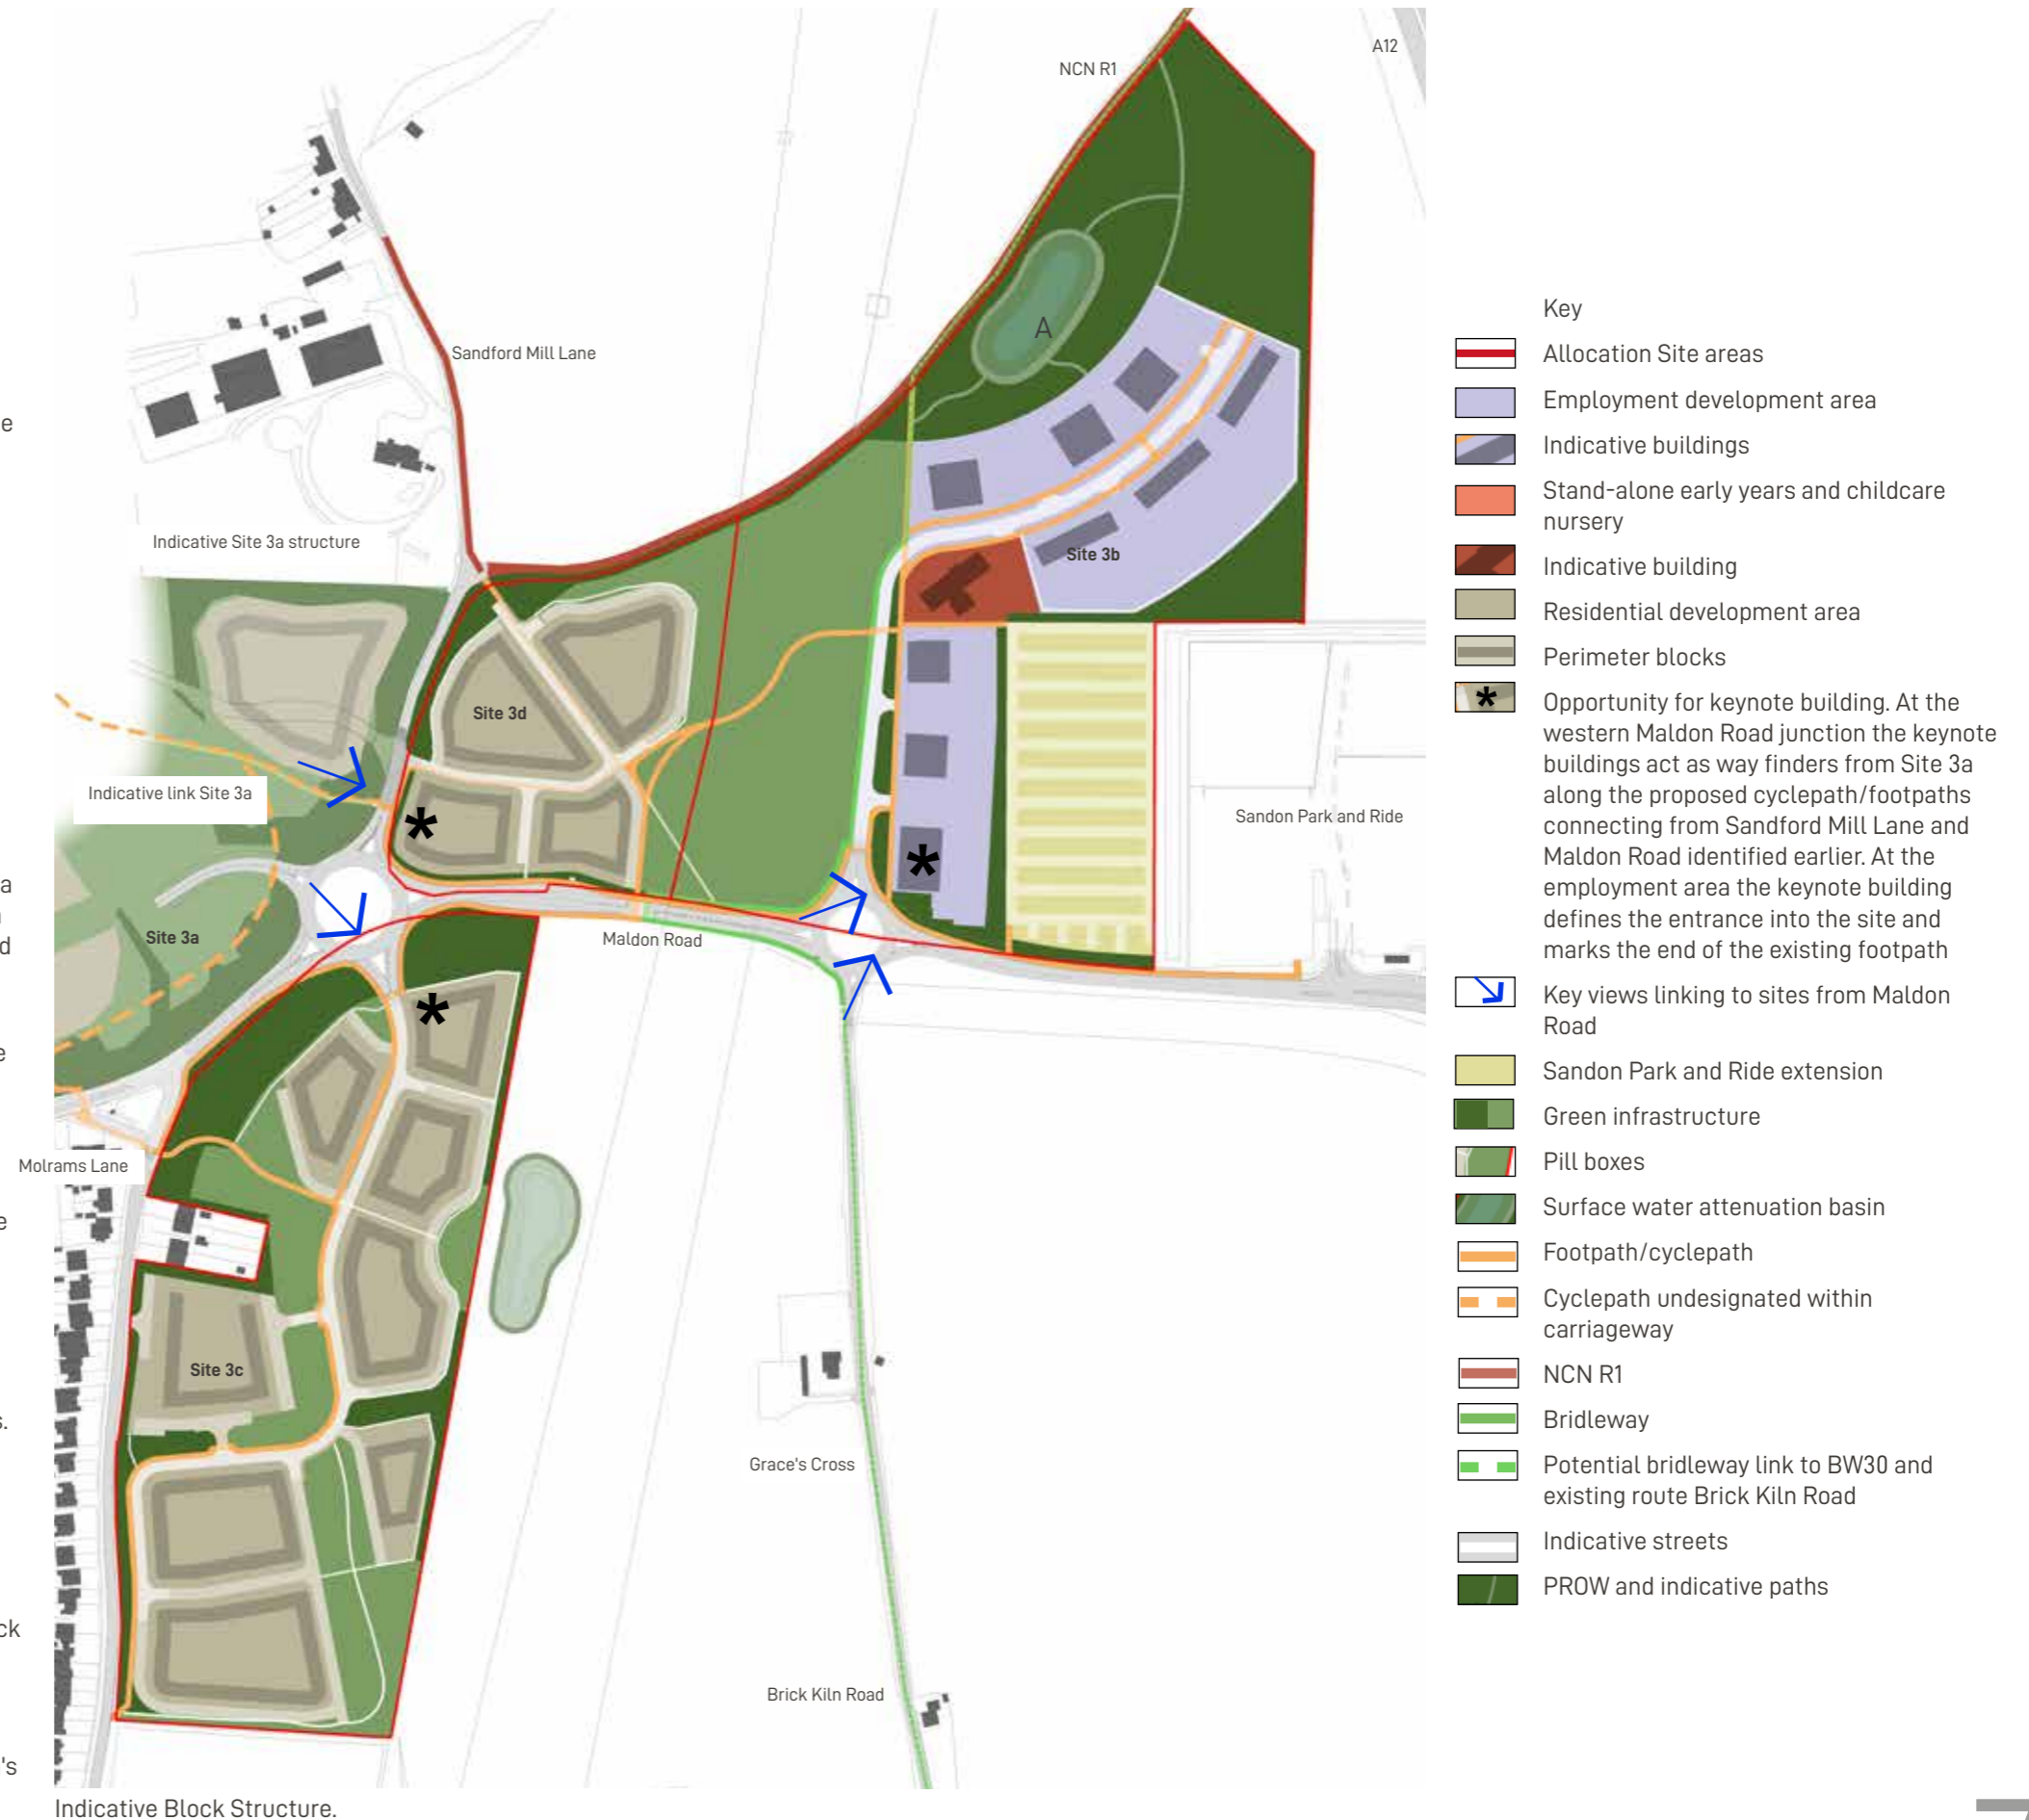 A12
NCN R1
Sandford Mill Lane
A
e
Indicative Site 3a structure
Site 3b
Site 3d
Indicative link Site 3a
Sandon Park and Ride
a
d
Site 3a
Maldon Road
e
Molrams Lane
e
Site 3c
s.
Grace's Cross
ck
Brick Kiln Road
's
Indicative Block Structure.
Key
Allocation Site areas
Employment development area
Indicative buildings
Stand-alone early years and childcare
nursery
Indicative building
Residential development area
Perimeter blocks
Opportunity for keynote building. At the
western Maldon Road junction the keynote
buildings act as way finders from Site 3a
along the proposed cyclepath/footpaths
connecting from Sandford Mill Lane and
Maldon Road identified earlier. At the
employment area the keynote building
defines the entrance into the site and
marks the end of the existing footpath
Key views linking to sites from Maldon
Road
Sandon Park and Ride extension
Green infrastructure
Pill boxes
Surface water attenuation basin
Footpath/cyclepath
Cyclepath undesignated within
carriageway
NCN R1
Bridleway
Potential bridleway link to BW30 and
existing route Brick Kiln Road
Indicative streets
PROW and indicative paths